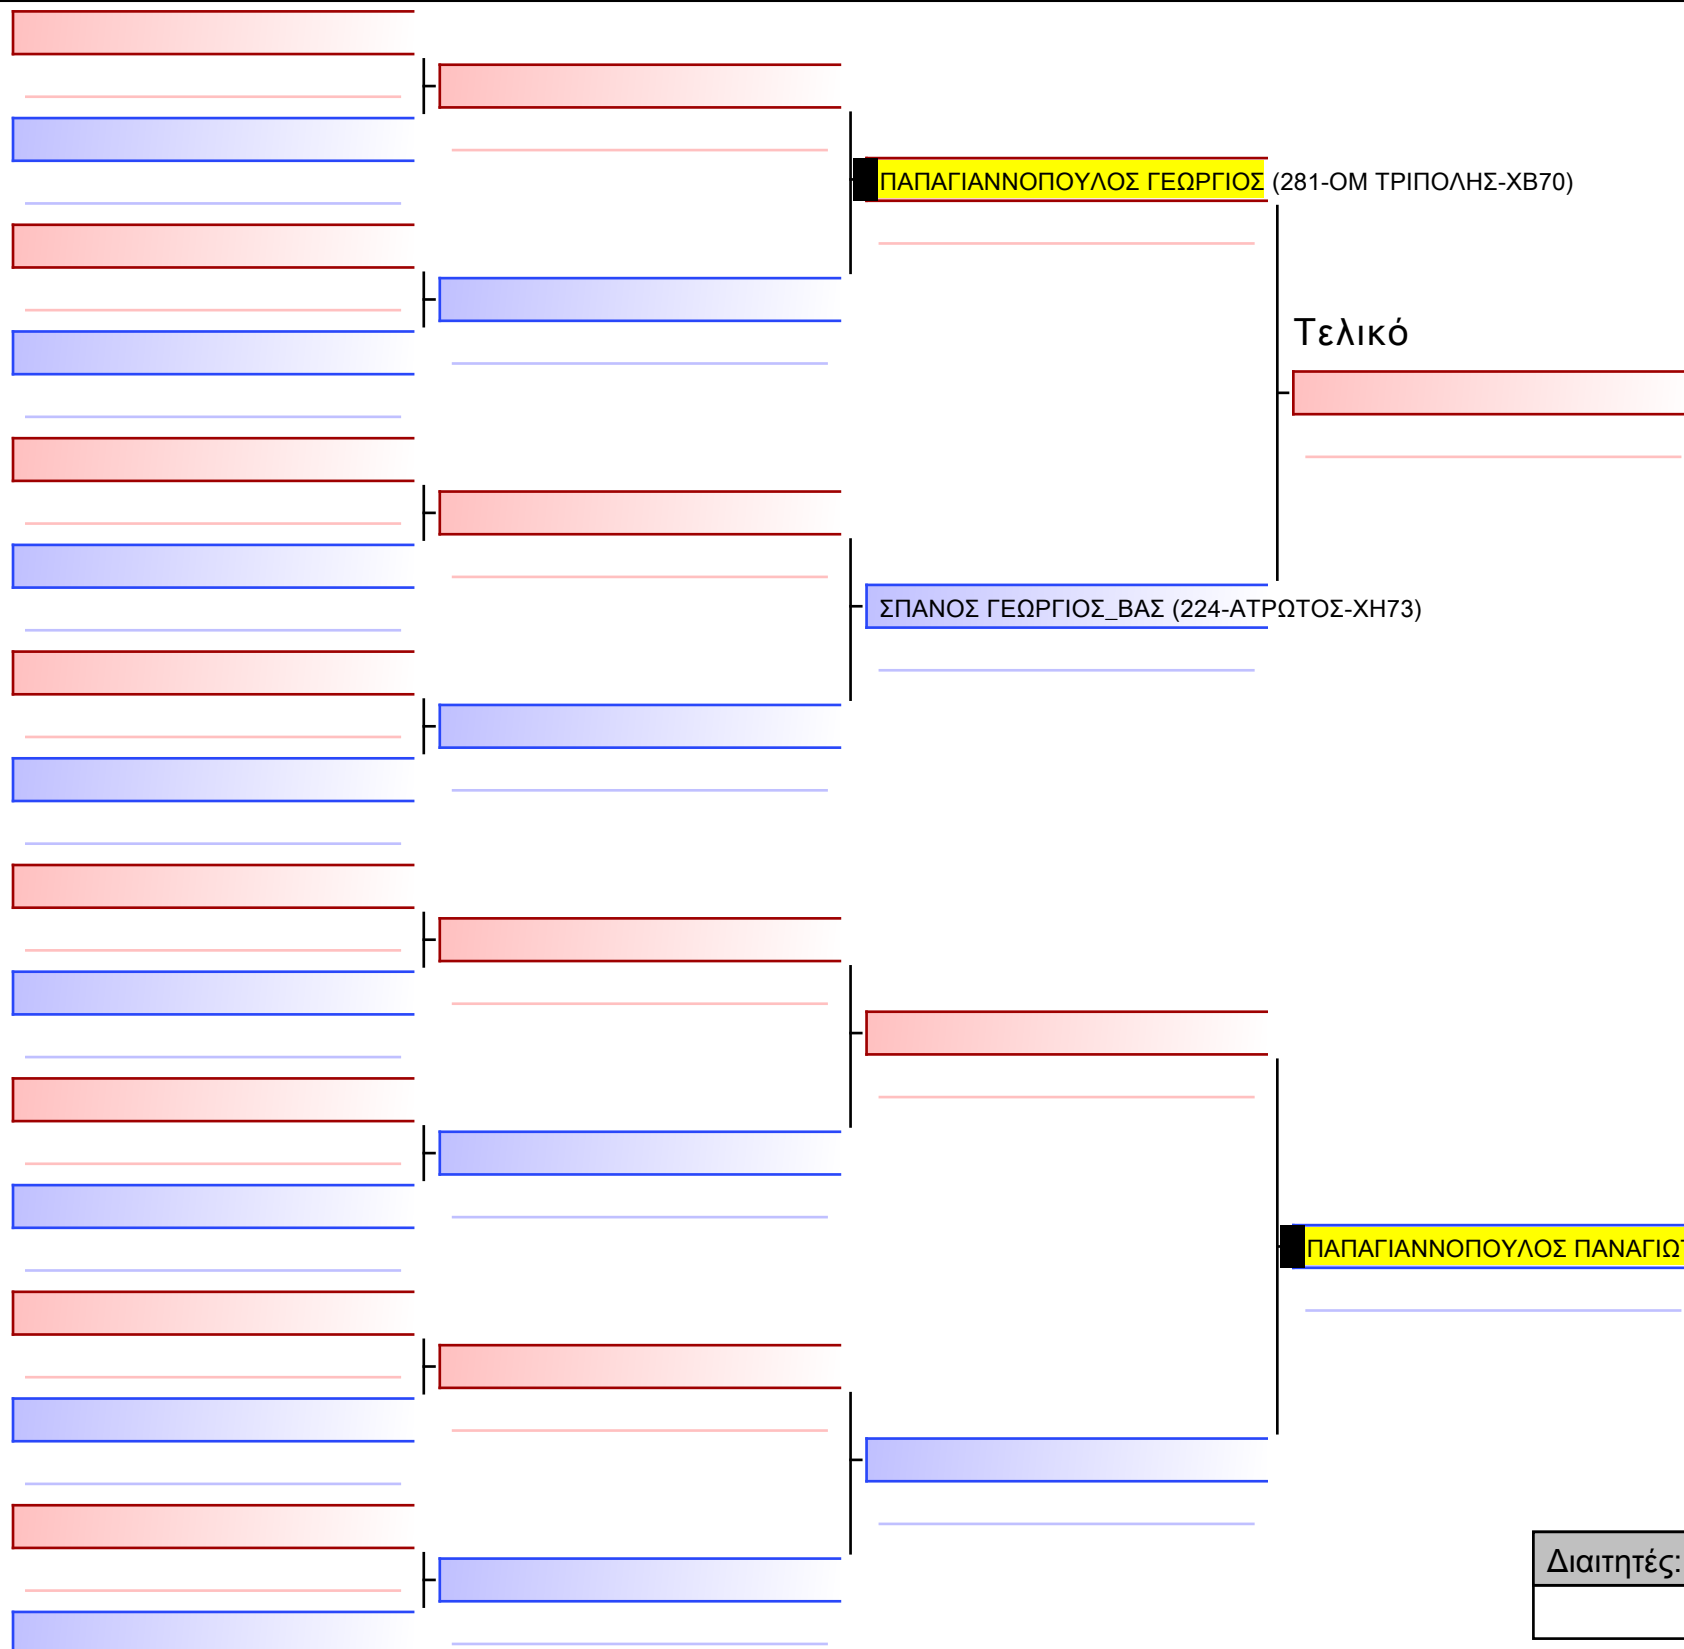 ΠΑΠΑΓΙΑΝΝΟΠΟΥΛΟΣ ΓΕΩΡΓΙΟΣ (281-ΟΜ ΤΡΙΠΟΛΗΣ-ΧΒ70)
Τελικό
ΣΠΑΝΟΣ ΓΕΩΡΓΙΟΣ_ΒΑΣ (224-ΑΤΡΩΤΟΣ-ΧΗ73)
ΠΑΠΑΓΙΑΝΝΟΠΟΥΛΟΣ
Διαιτητές: